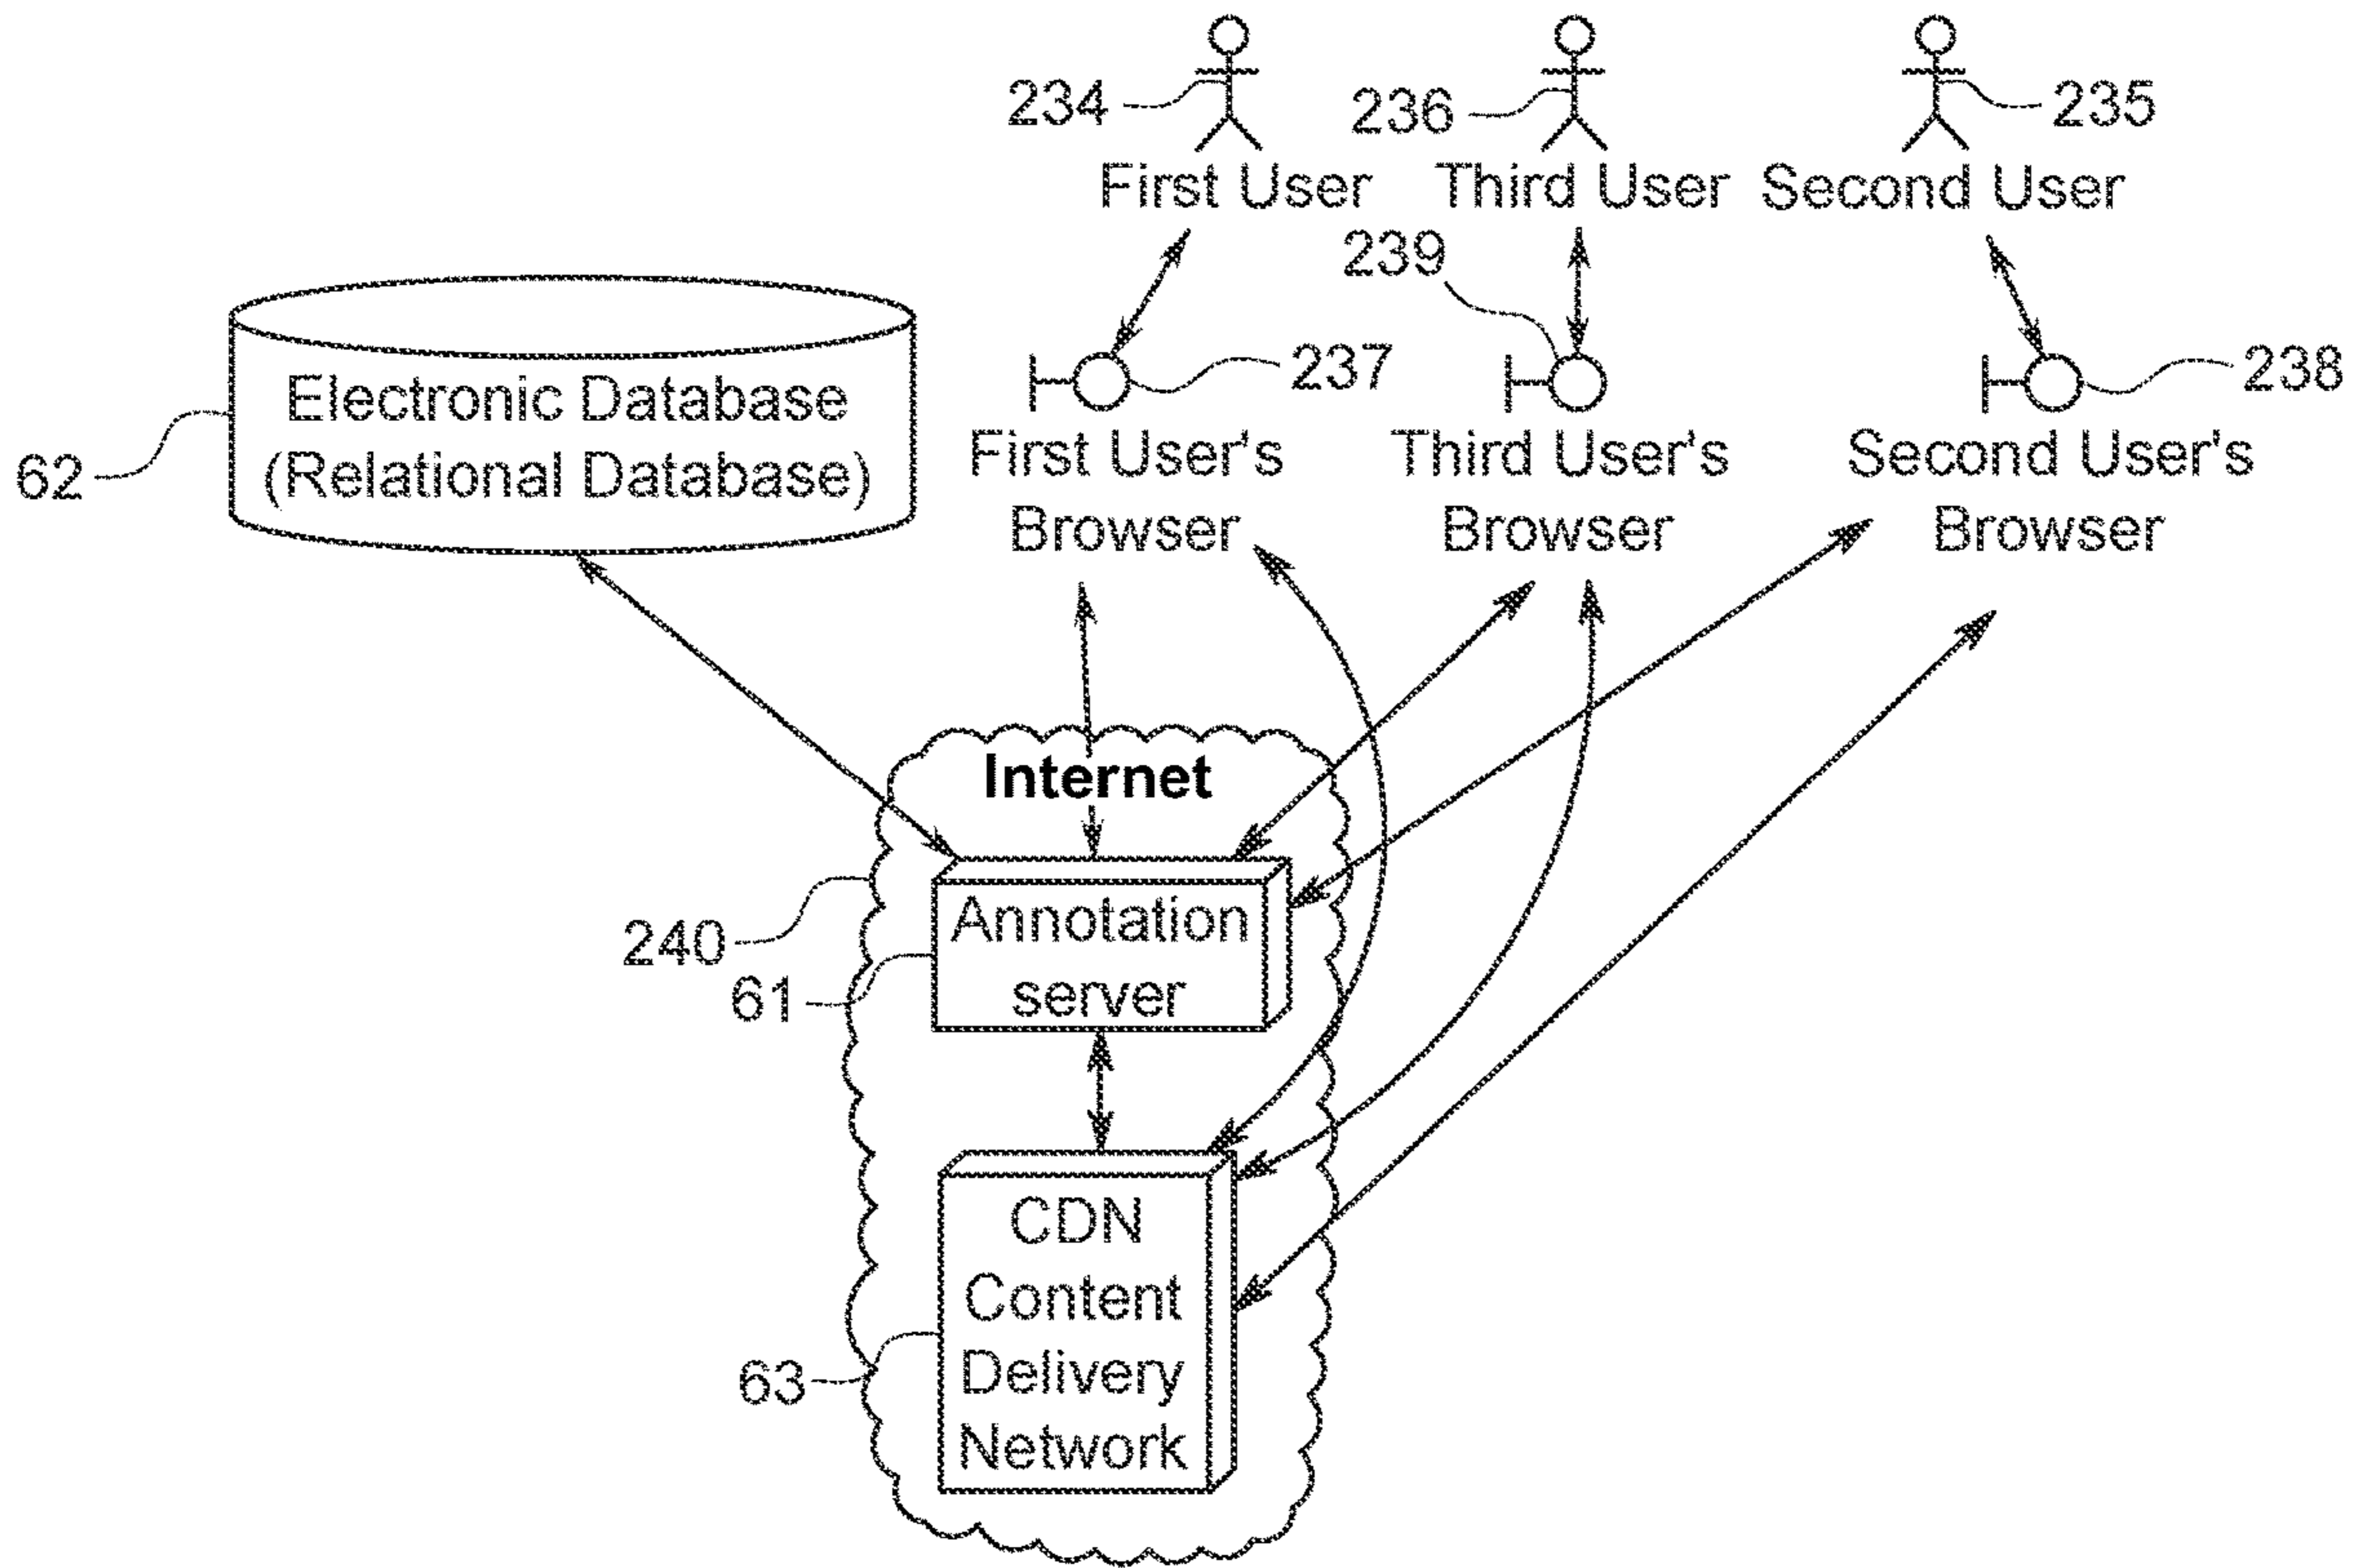 234
236
235
First User
Third User
Second User
239
237
238
Electronic Database
(Relational Database)
62
First User's
Browser
Third User's
Browser
Second User's
Browser
Internet
240
Annotation
server
61
CDN
Content
Delivery
Network
63